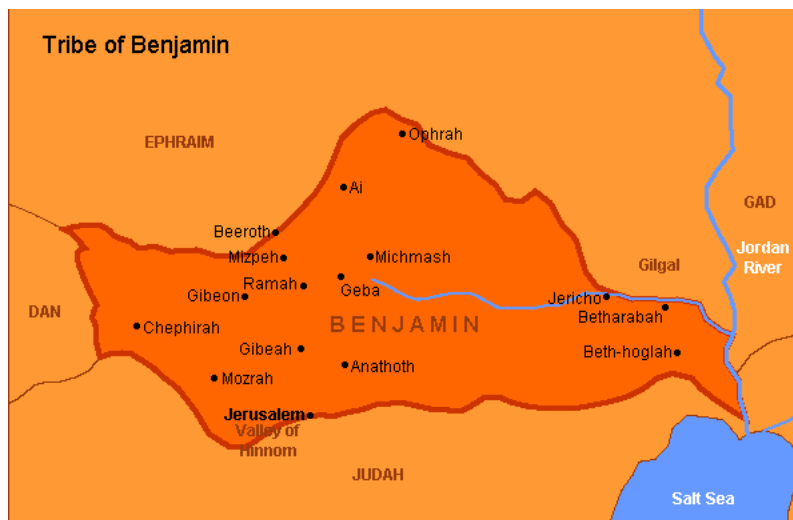 Tribe of Benjamin
Ophrah
EPHRAIM
Ai
GAD
Beeroth
Jordan
River
Mizpeh
Michmash
Gilgal
Ramah
Geba
Gibeon
Jericho
DAN
Betharabah
Chephirah
BENJAMIN
Gibeah
Beth-hoglah
Anathoth
Mozrah
Jerusalem
Valley of
Hinnom
JUDAH
Salt Sea